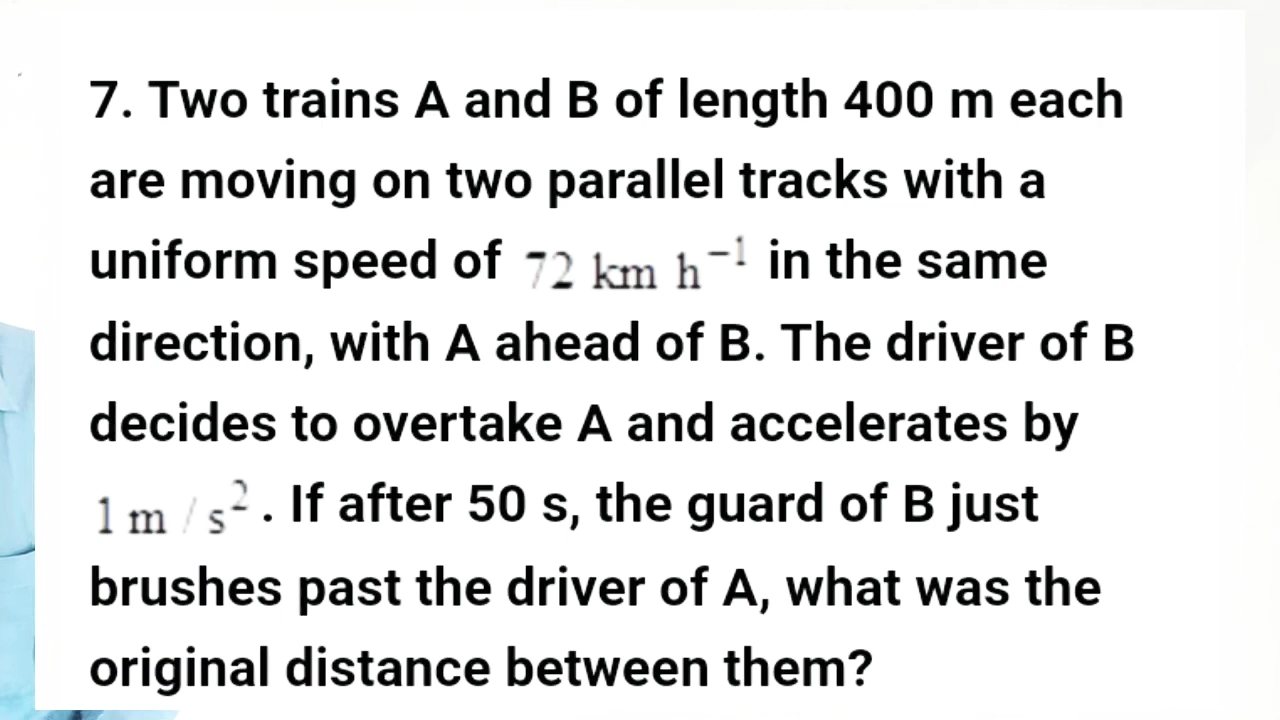 7. Two trains A and B of length 400 m each
are moving on two parallel tracks with a
uniform speed of 72 km h⁻¹ in the same
direction, with A ahead of B. The driver of B
decides to overtake A and accelerates by
1 m / s². If after 50 s, the guard of B just
brushes past the driver of A, what was the
original distance between them?